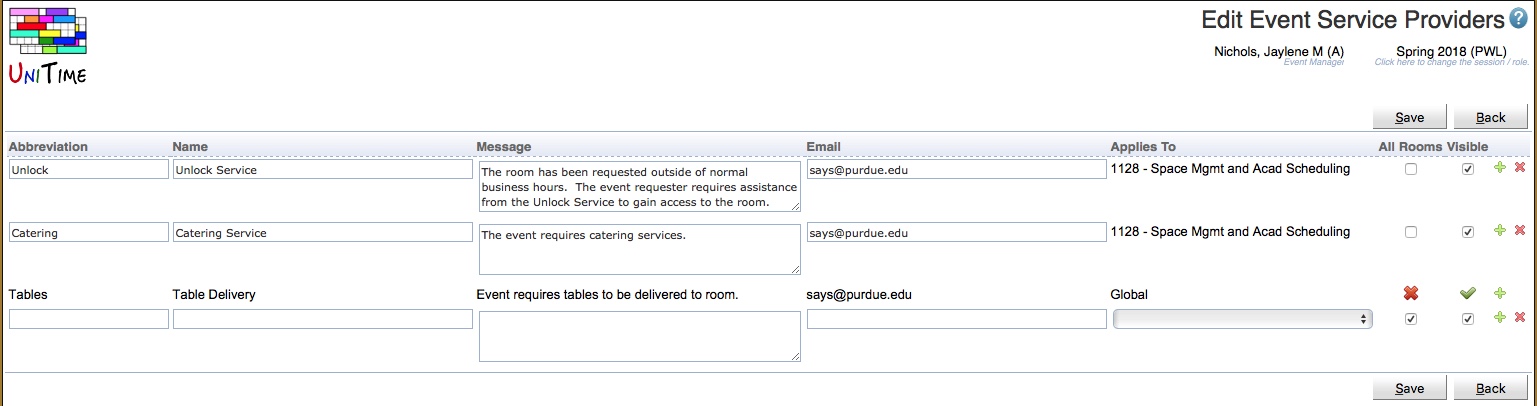 UNITIME
Edit Event Service Providers ?
Nichols, Jaylene M (A) Spring 2018 (PWL)
Event Manager Click here to change the session / role.
Save Back
Abbreviation Name Message Email Applies To All Rooms Visible
Unlock Unlock Service The room has been requested outside of normal says@purdue.edu 1128 - Space Mgmt and Acad Scheduling
business hours. The event requester requires assistance
from the Unlock Service to gain access to the room.
Catering Catering Service The event requires catering services. says@purdue.edu 1128 - Space Mgmt and Acad Scheduling
Tables Table Delivery Event requires tables to be delivered to room. says@purdue.edu Global
Save Back